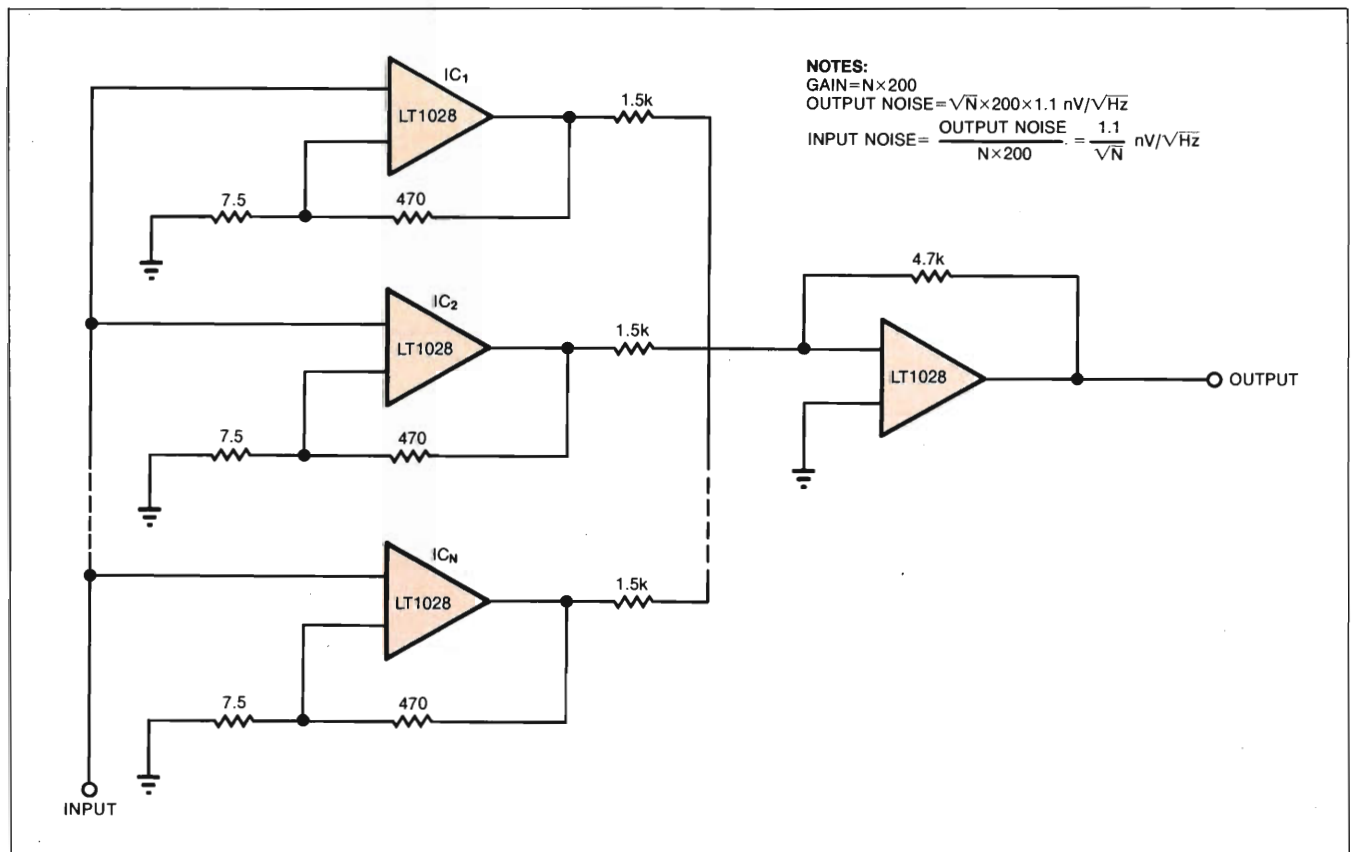 NOTES:
GAIN=N×200
OUTPUT NOISE=√N×200×1.1 nV/√Hz
INPUT NOISE= OUTPUT NOISE / N×200 = 1.1 / √N nV/√Hz
IC1
LT1028
1.5k
7.5
470
IC2
LT1028
1.5k
7.5
470
4.7k
LT1028
OUTPUT
ICN
LT1028
1.5k
7.5
470
INPUT